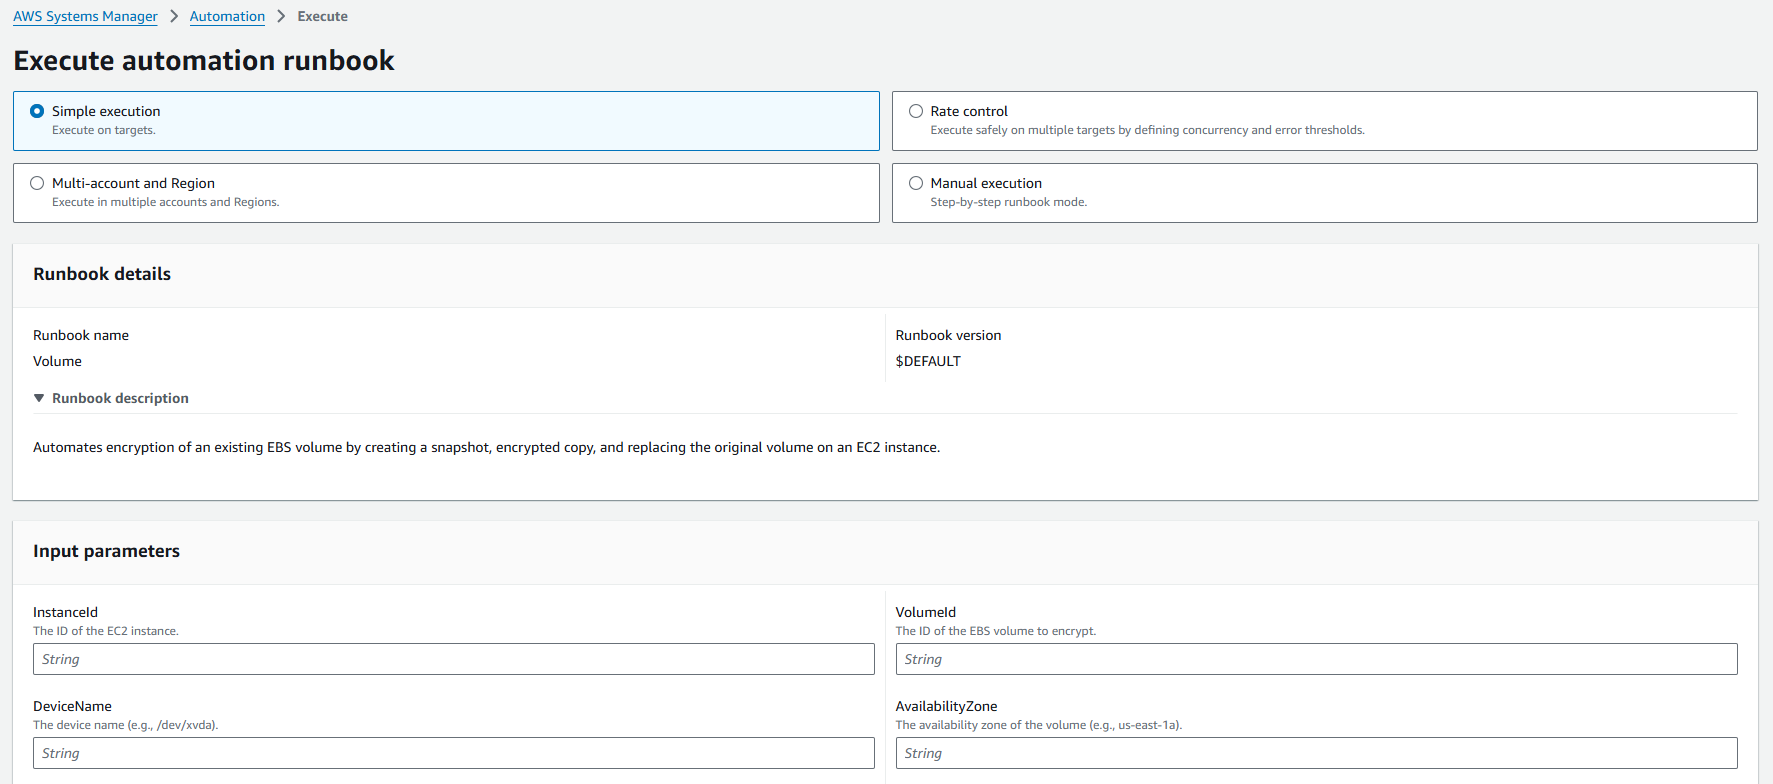 AWS Systems Manager > Automation > Execute
Execute automation runbook
Simple execution
Execute on targets.
Rate control
Execute safely on multiple targets by defining concurrency and error thresholds.
Multi-account and Region
Execute in multiple accounts and Regions.
Manual execution
Step-by-step runbook mode.
Runbook details
Runbook name
Volume
Runbook version
$DEFAULT
Runbook description
Automates encryption of an existing EBS volume by creating a snapshot, encrypted copy, and replacing the original volume on an EC2 instance.
Input parameters
InstanceId
The ID of the EC2 instance.
String
VolumeId
The ID of the EBS volume to encrypt.
String
DeviceName
The device name (e.g., /dev/xvda).
String
AvailabilityZone
The availability zone of the volume (e.g., us-east-1a).
String